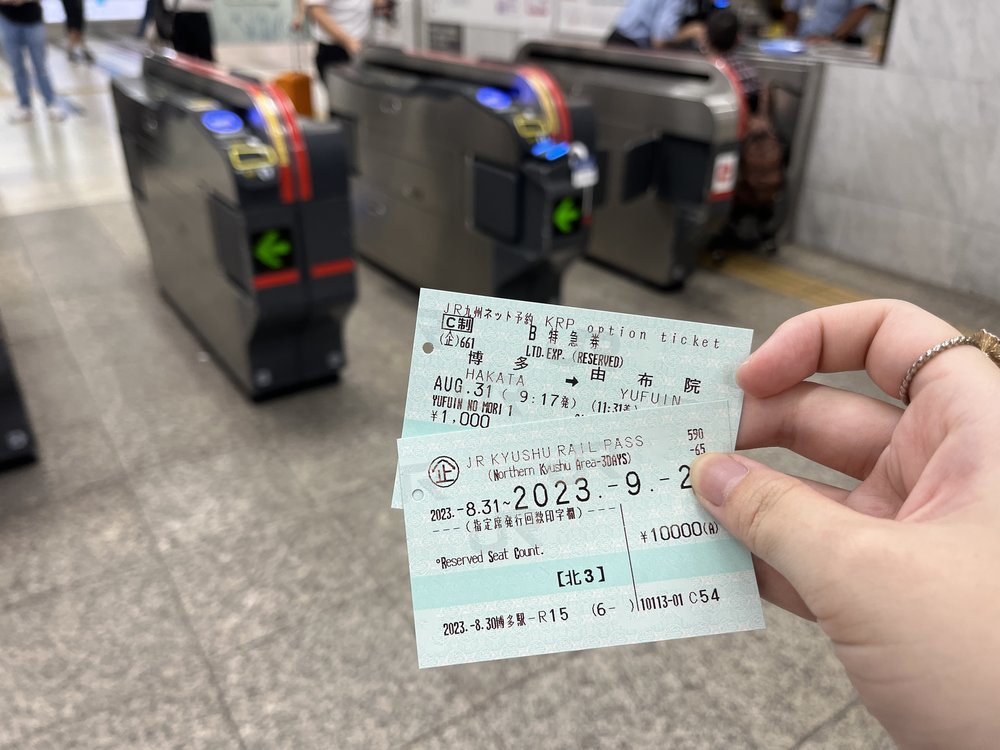 JR九州ネット予約 KRP option ticket
C制 B特急券
(企)661 LTD.EXP. (RESERVED)
博多 ➡ 由布院
HAKATA YUFUIN
AUG.31 ( 9:17発) (11:31着)
YUFUIN NO MORI 1
¥1,000
企 JR KYUSHU RAIL PASS 590
(Northern Kyushu Area-3DAYS) -65
2023.-8.31~2023.-9.-2
---(指定席発行回数印字欄)----
¥10000(A)
°Reserved Seat Count.
【北3】
2023.-8.30博多駅-R15 (6- )10113-01 C54